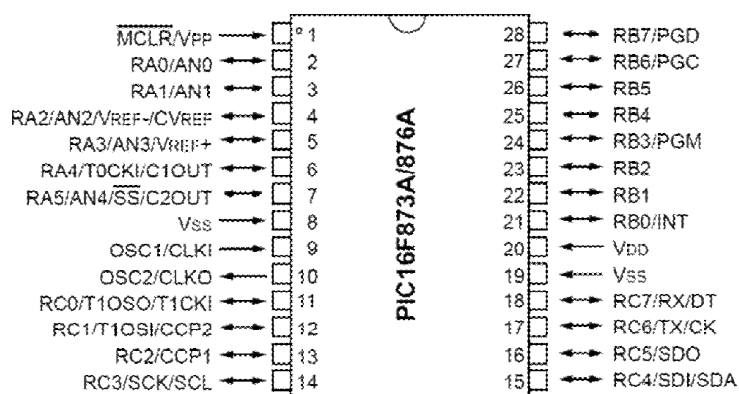 MCLR/VPP 1 28 RB7/PGD
RA0/AN0 2 27 RB6/PGC
RA1/AN1 3 26 RB5
RA2/AN2/VREF-/CVREF 4 25 RB4
RA3/AN3/VREF+ 5 24 RB3/PGM
RA4/T0CKI/C1OUT 6 23 RB2
RA5/AN4/SS/C2OUT 7 22 RB1
VSS 8 21 RB0/INT
OSC1/CLKI 9 20 VDD
OSC2/CLKO 10 19 VSS
RC0/T1OSO/T1CKI 11 18 RC7/RX/DT
RC1/T1OSI/CCP2 12 17 RC6/TX/CK
RC2/CCP1 13 16 RC5/SDO
RC3/SCK/SCL 14 15 RC4/SDI/SDA
PIC16F873A/876A